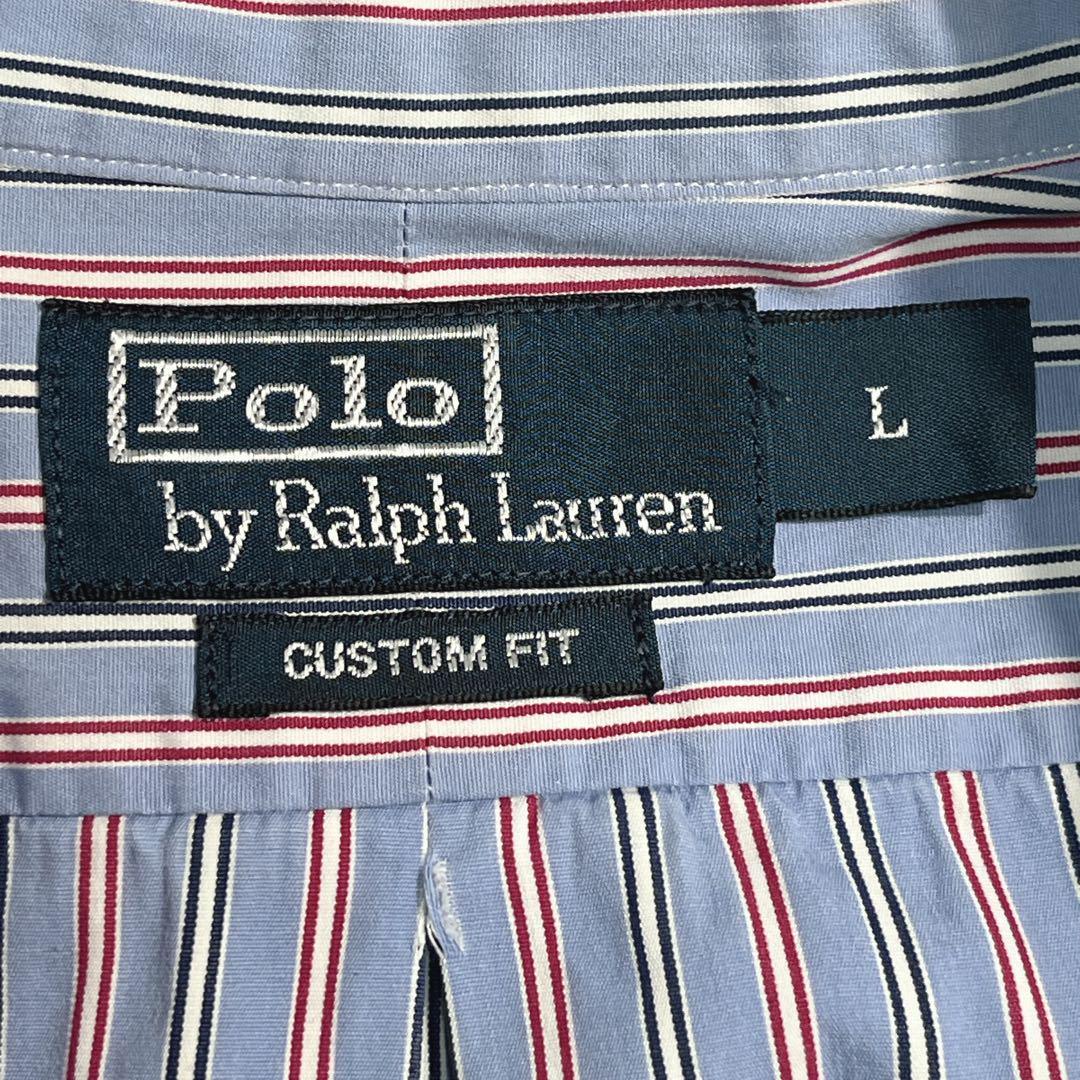 Polo
by Ralph Lauren
L
CUSTOM FIT